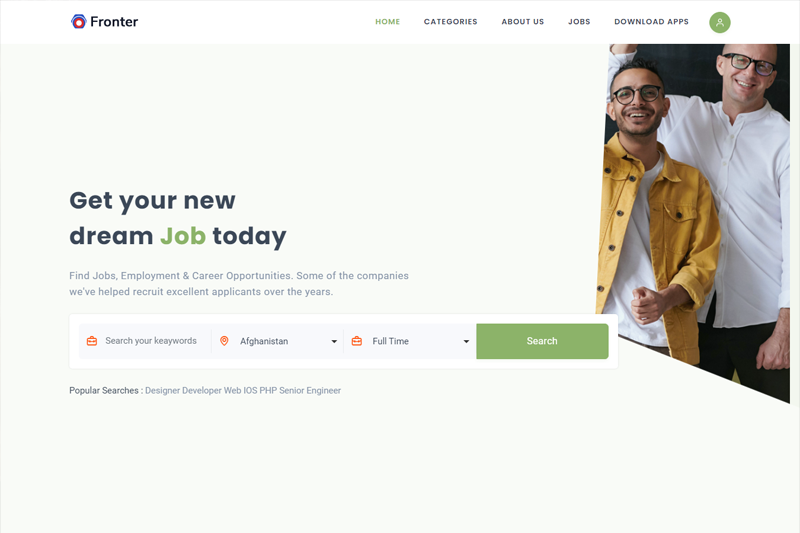 Fronter
HOME CATEGORIES ABOUT US JOBS DOWNLOAD APPS
Get your new
dream Job today
Find Jobs, Employment & Career Opportunities. Some of the companies
we've helped recruit excellent applicants over the years.
Search your keaywords Afghanistan Full Time Search
Popular Searches : Designer Developer Web IOS PHP Senior Engineer